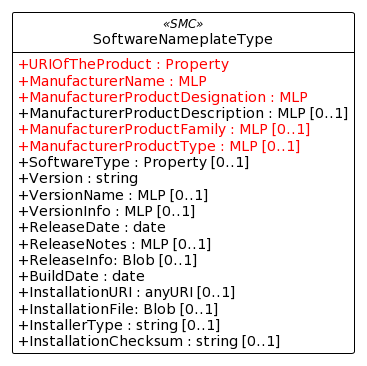 «SMC»
SoftwareNameplateType
+URIOfTheProduct : Property
+ManufacturerName : MLP
+ManufacturerProductDesignation : MLP
+ManufacturerProductDescription : MLP [0..1]
+ManufacturerProductFamily : MLP [0..1]
+ManufacturerProductType : MLP [0..1]
+SoftwareType : Property [0..1]
+Version : string
+VersionName : MLP [0..1]
+VersionInfo : MLP [0..1]
+ReleaseDate : date
+ReleaseNotes : MLP [0..1]
+ReleaseInfo: Blob [0..1]
+BuildDate : date
+InstallationURI : anyURI [0..1]
+InstallationFile: Blob [0..1]
+InstallerType : string [0..1]
+InstallationChecksum : string [0..1]